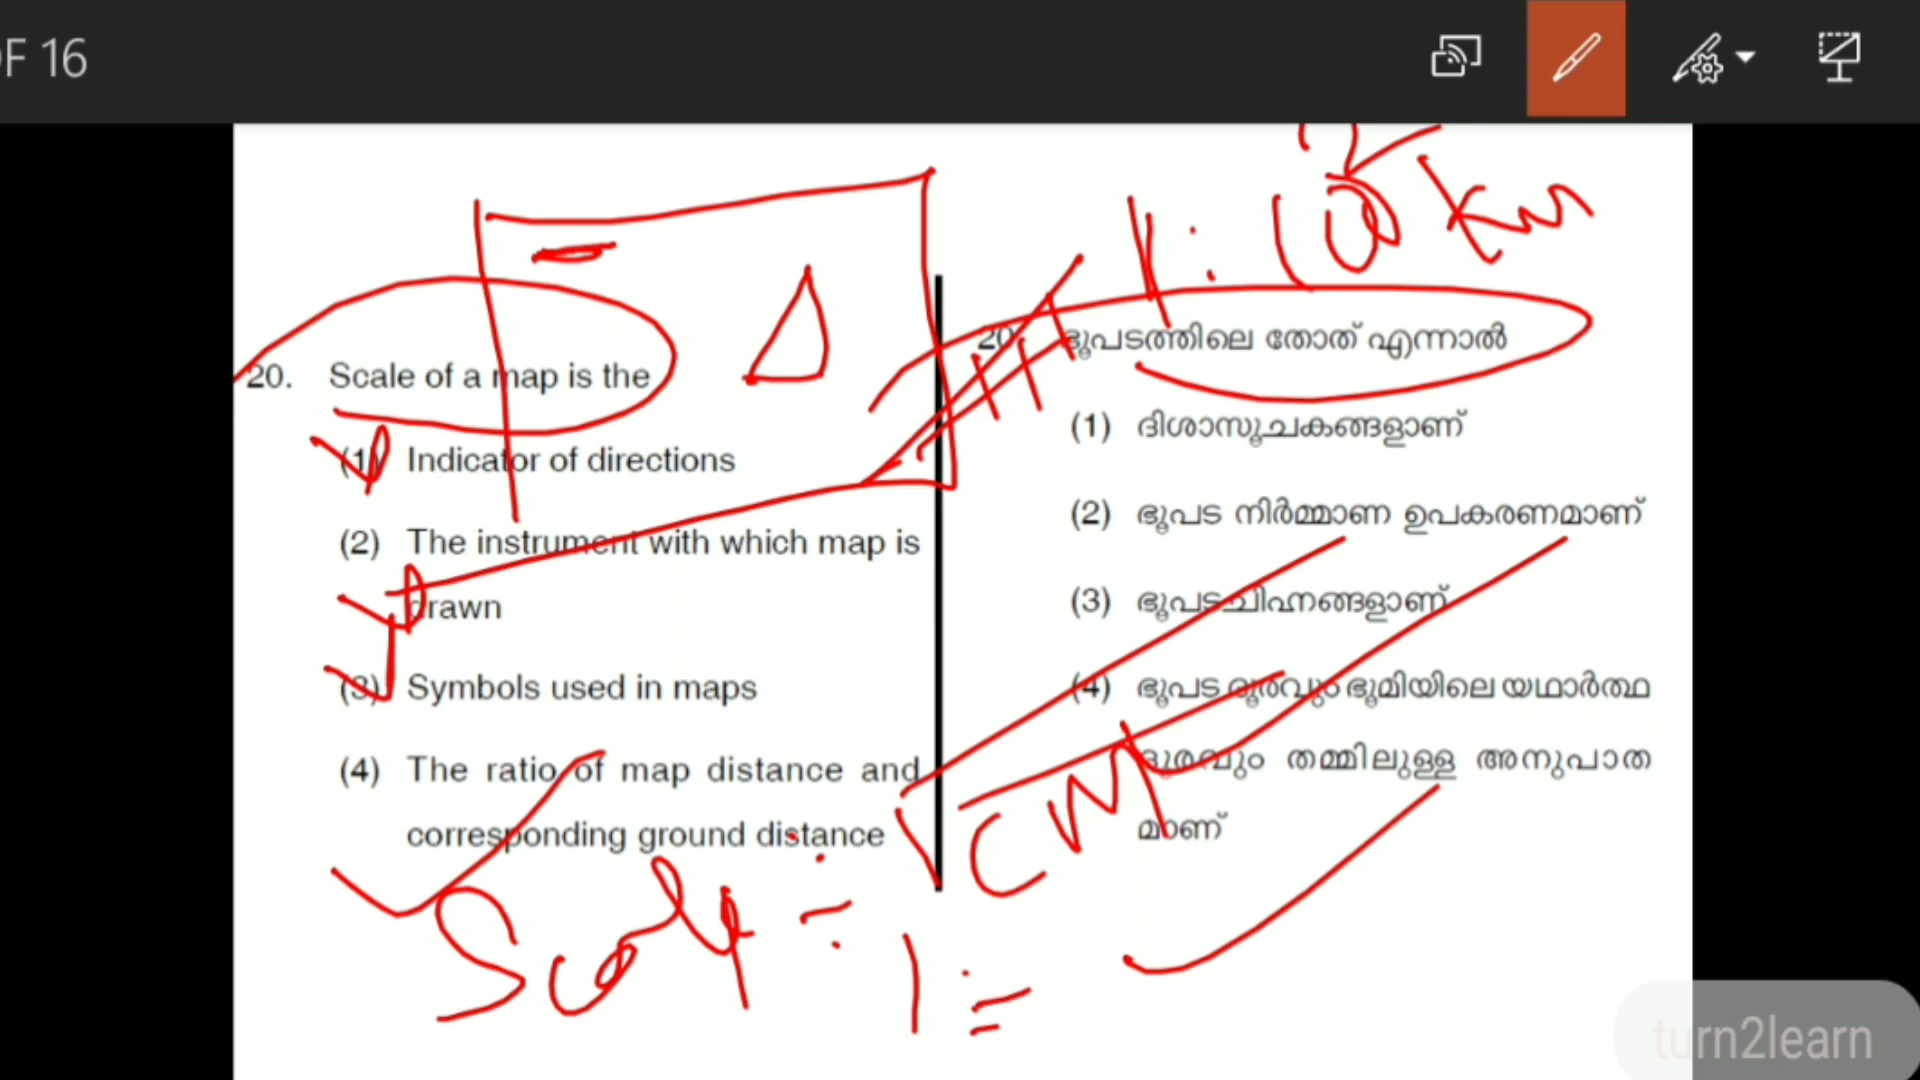 F 16
1:100 km
20. Scale of a map is the
(1) Indicator of directions
(2) The instrument with which map is
drawn
(3) Symbols used in maps
(4) The ratio of map distance and
corresponding ground distance
20. ഭൂപടത്തിലെ തോത് എന്നാൽ
(1) ദിശാസൂചകങ്ങളാണ്
(2) ഭൂപട നിർമ്മാണ ഉപകരണമാണ്
(3) ഭൂപടചിഹ്നങ്ങളാണ്
(4) ഭൂപട ദൂരവും ഭൂമിയിലെ യഥാർത്ഥ
ദൂരവും തമ്മിലുള്ള അനുപാത
മാണ്
CM
Scale
1
turn2learn